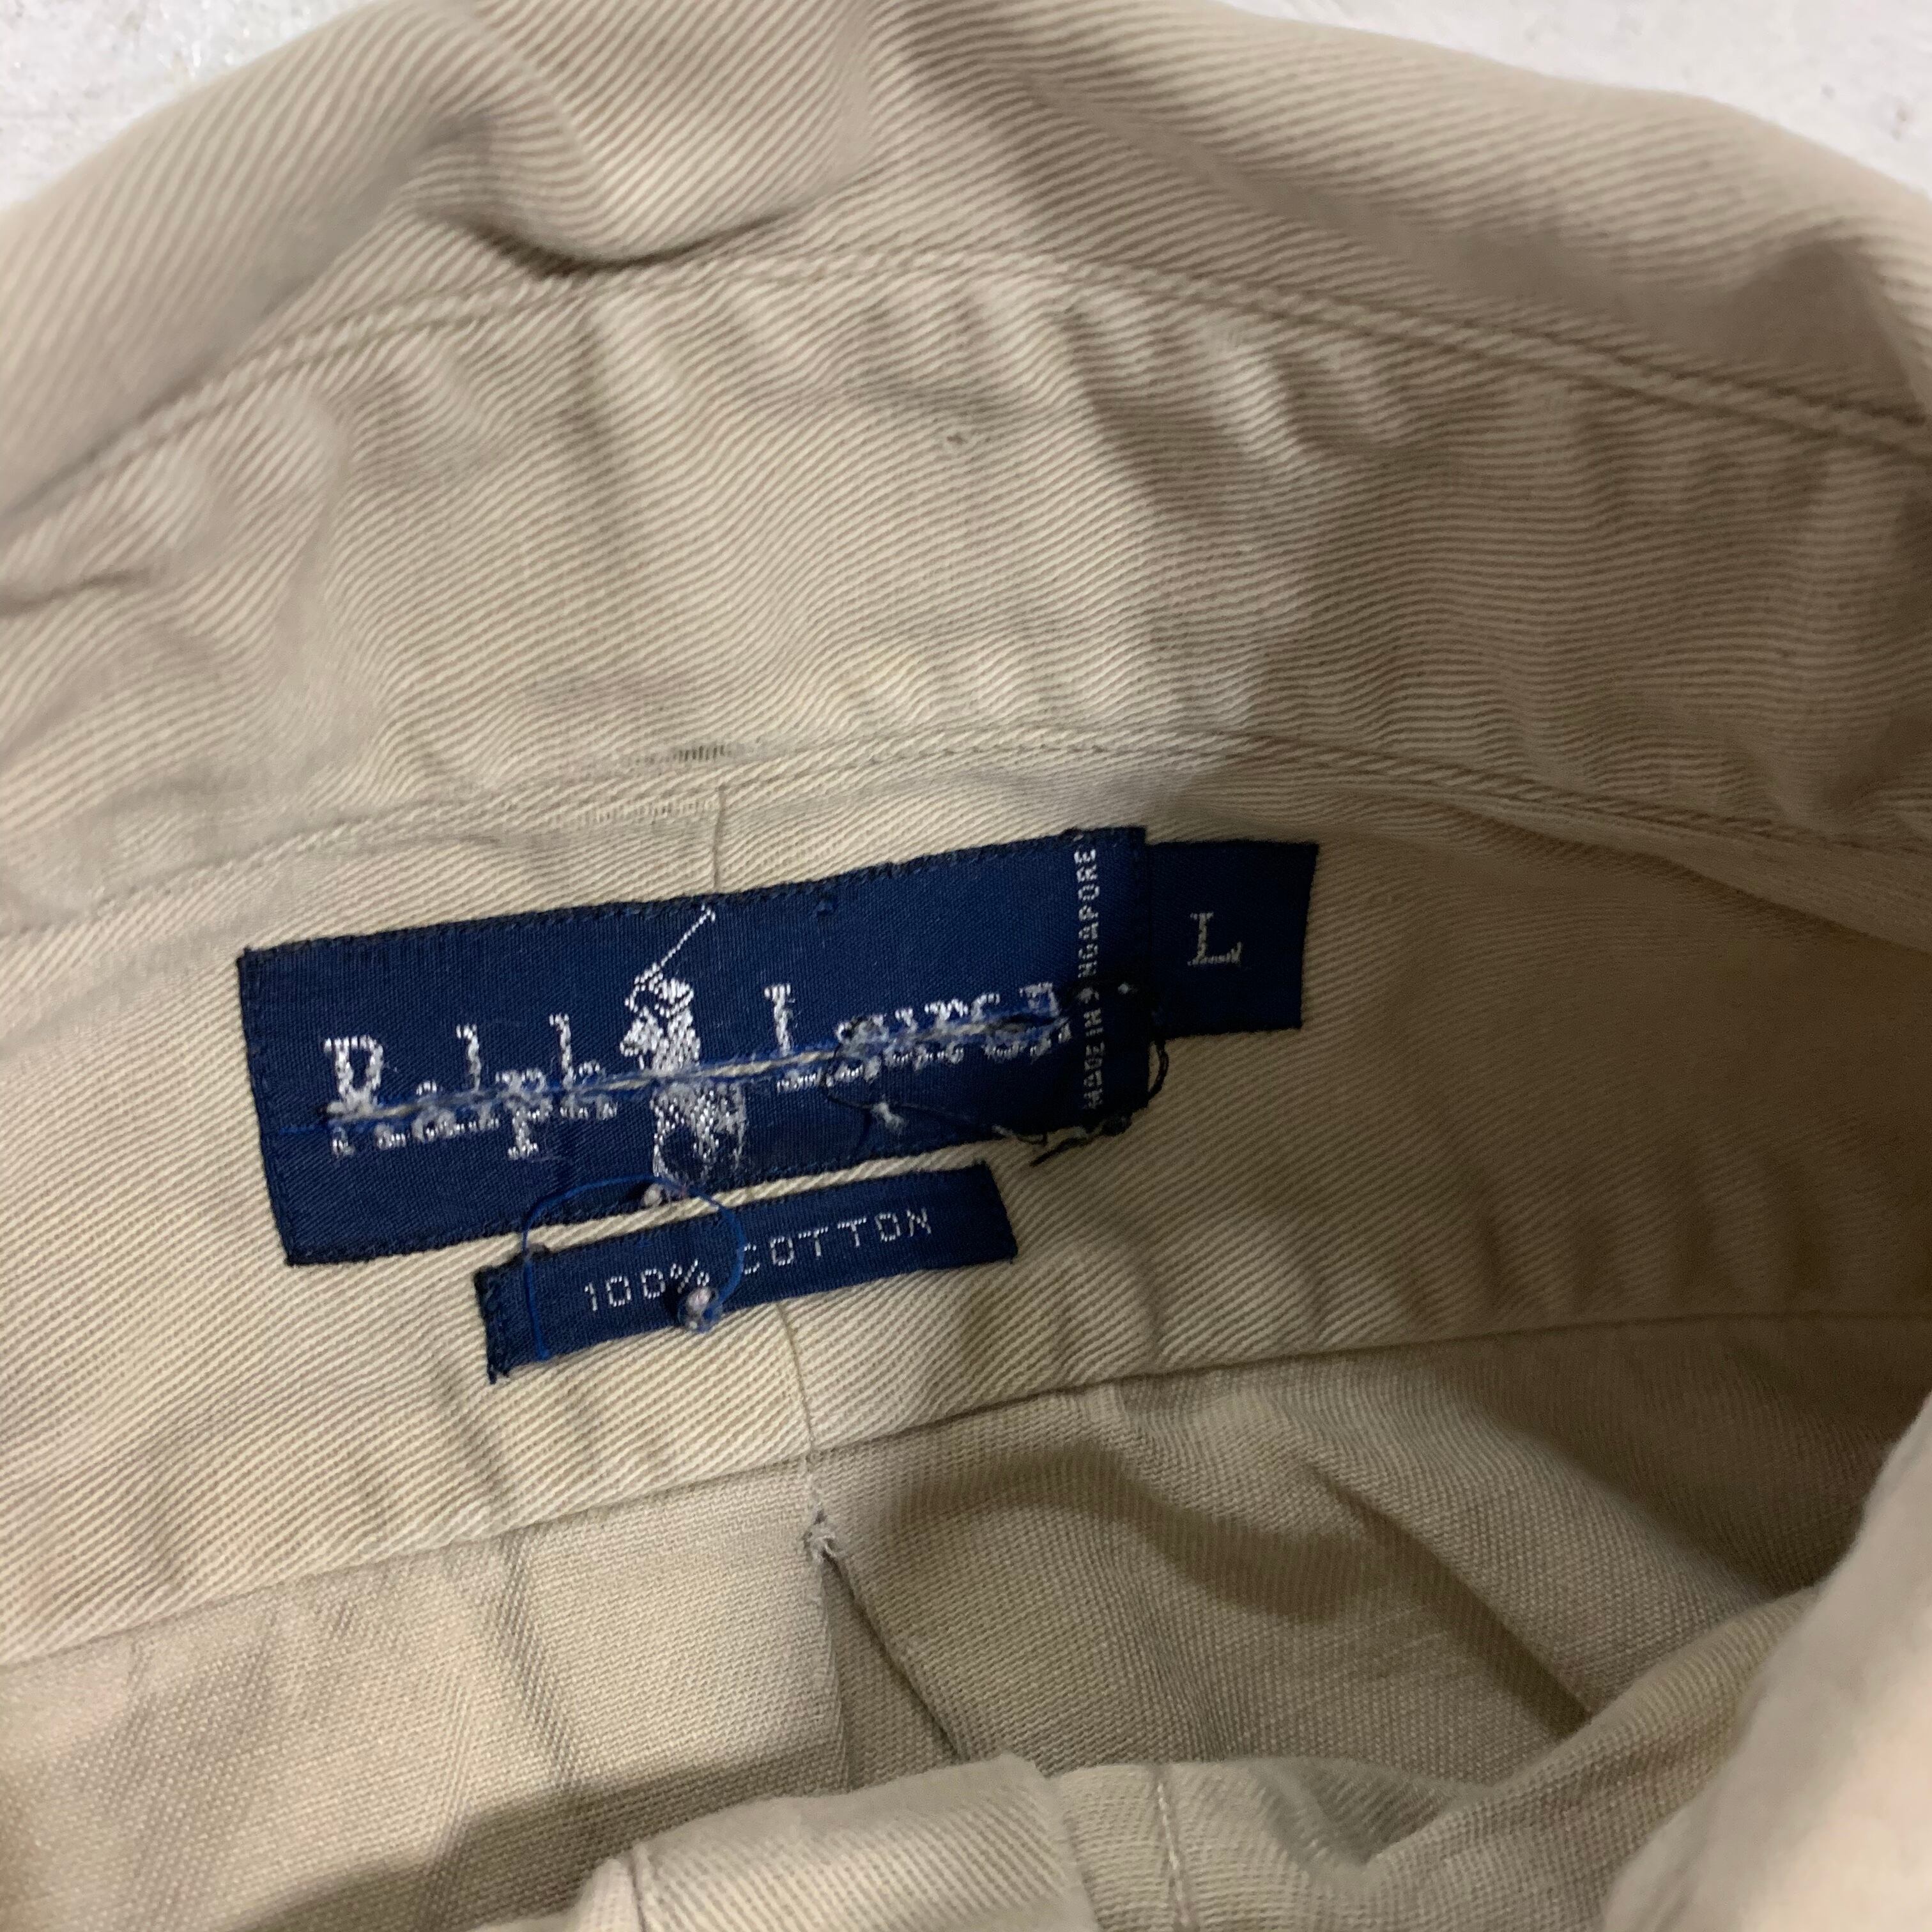 Ralph Lauren
MADE IN SINGAPORE
L
100% COTTON